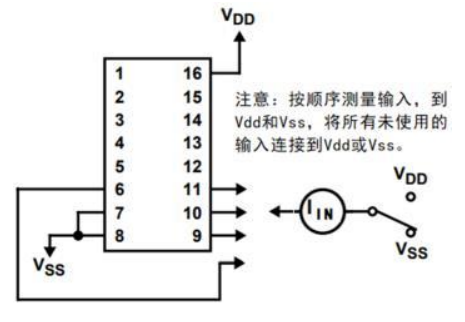 VDD
1 16
2 15
3 14
4 13
5 12
6 11
7 10
8 9
VSS
注意：按顺序测量输入，到
Vdd和Vss，将所有未使用的
输入连接到Vdd或Vss。
VDD
IIN
VSS